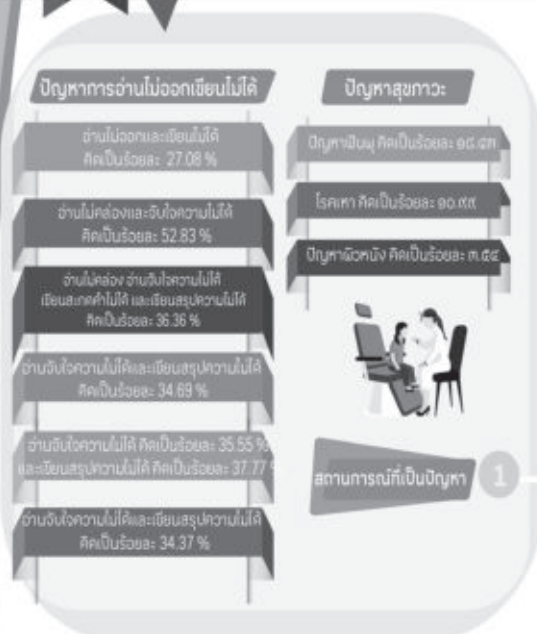 ปัญหาการอ่านไม่ออกเขียนไม่ได้
อ่านไม่ออกและเขียนไม่ได้
คิดเป็นร้อยละ 27.08 %
อ่านไม่คล่องและจับใจความไม่ได้
คิดเป็นร้อยละ 52.83 %
อ่านไม่คล่อง อ่านจับใจความไม่ได้
เขียนสะกดคำไม่ได้ และเขียนสรุปความไม่ได้
คิดเป็นร้อยละ 36.36 %
อ่านจับใจความไม่ได้และเขียนสรุปความไม่ได้
คิดเป็นร้อยละ 34.69 %
อ่านจับใจความไม่ได้ คิดเป็นร้อยละ 35.55 %
และเขียนสรุปความไม่ได้ คิดเป็นร้อยละ 37.77 %
อ่านจับใจความไม่ได้และเขียนสรุปความไม่ได้
คิดเป็นร้อยละ 34.37 %
ปัญหาสุขภาวะ
ปัญหาฟันผุ คิดเป็นร้อยละ
โรคเหา คิดเป็นร้อยละ ๑๐.๙๙
ปัญหาผิวหนัง คิดเป็นร้อยละ ๓.๕๔
สถานการณ์ที่เป็นปัญหา 1